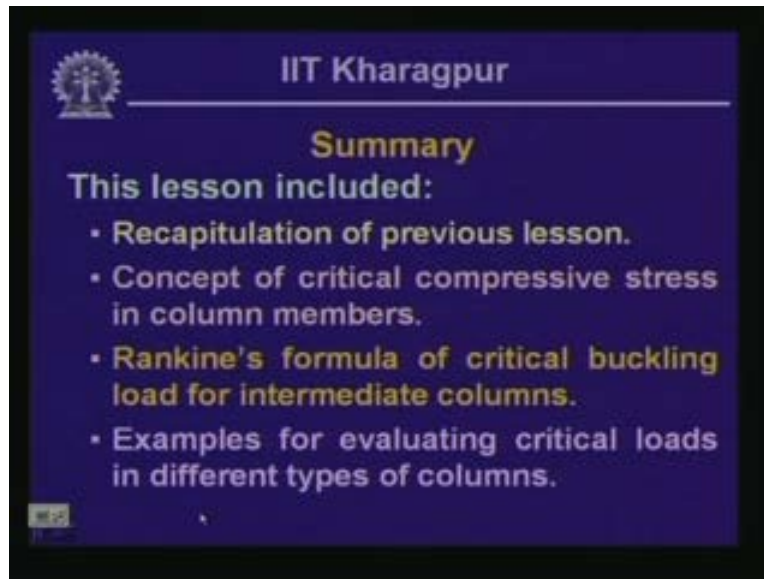 IIT Kharagpur
Summary
This lesson included:
▪ Recapitulation of previous lesson.
▪ Concept of critical compressive stress
in column members.
▪ Rankine's formula of critical buckling
load for intermediate columns.
▪ Examples for evaluating critical loads
in different types of columns.